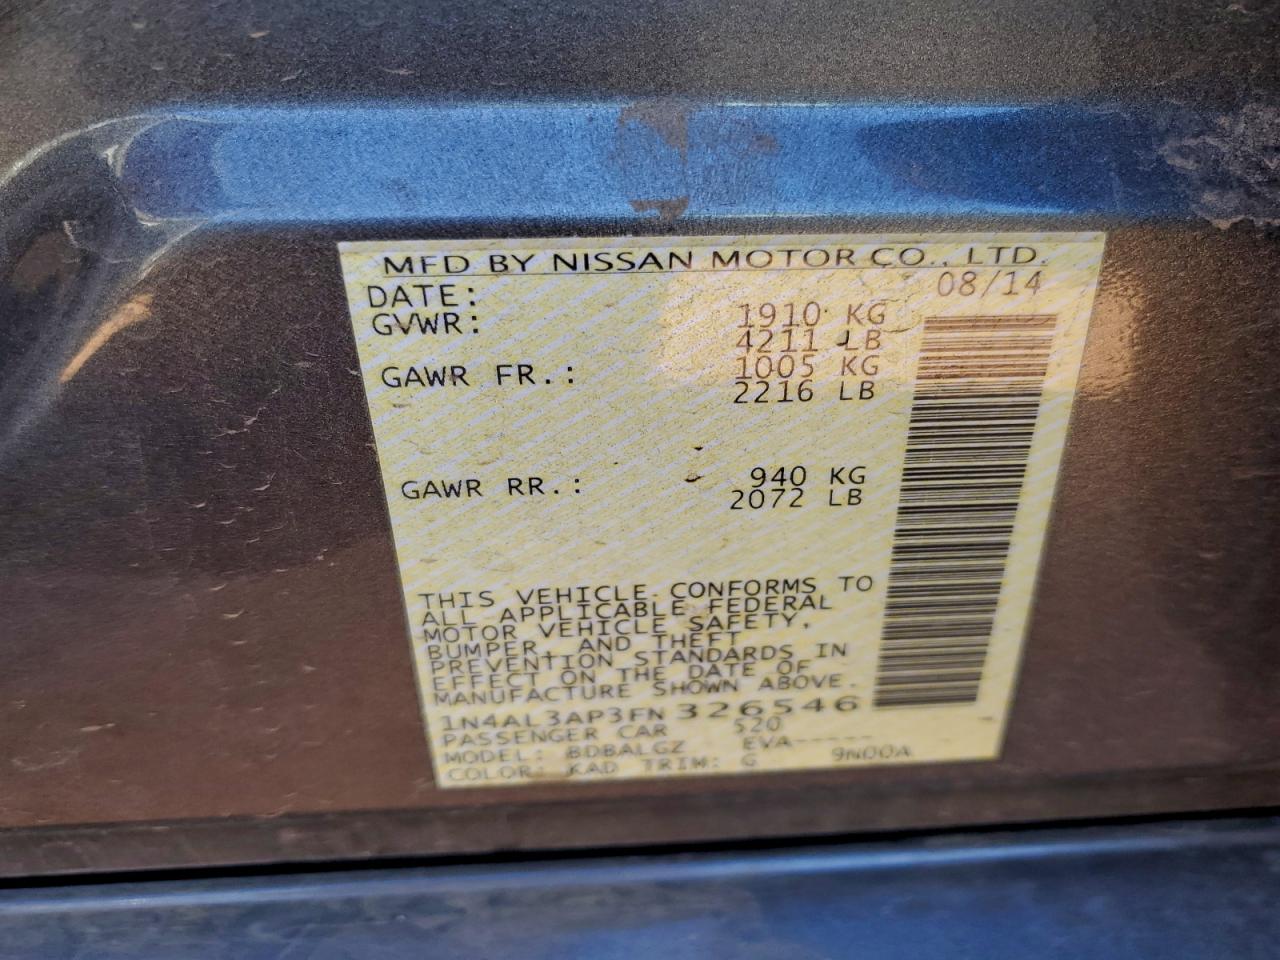 MFD BY NISSAN MOTOR CO., LTD.
DATE: 08/14
GVWR: 1910 KG
4211 LB
GAWR FR.: 1005 KG
2216 LB
GAWR RR.: 940 KG
2072 LB
THIS VEHICLE CONFORMS TO
ALL APPLICABLE FEDERAL
MOTOR VEHICLE SAFETY,
BUMPER, AND THEFT
PREVENTION STANDARDS IN
EFFECT ON THE DATE OF
MANUFACTURE SHOWN ABOVE.
1N4AL3AP3FN 326546
PASSENGER CAR 520
MODEL: BDBALGZ EVA-----
COLOR: KAD TRIM: G 9N00A